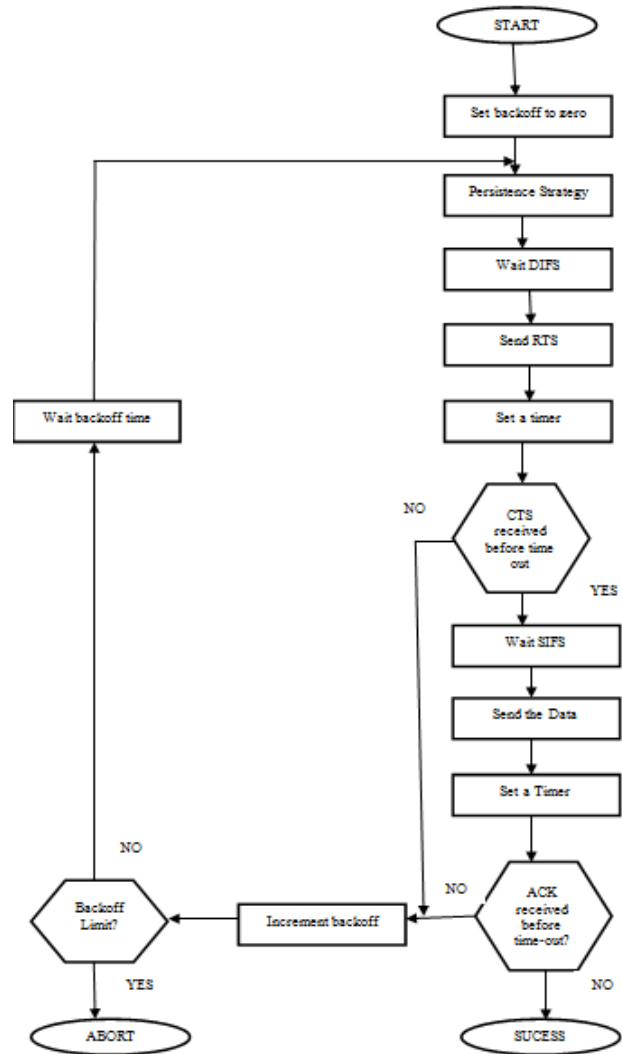 START
Set backoff to zero
Persistence Strategy
Wait DIFS
Send RTS
Wait backoff time
Set a timer
NO
CTS
received
before time
out
YES
Wait SIFS
Send the Data
Set a Timer
NO
NO
ACK
received
before
time-out?
Backoff
Limit?
Increment backoff
YES
NO
ABORT
SUCESS